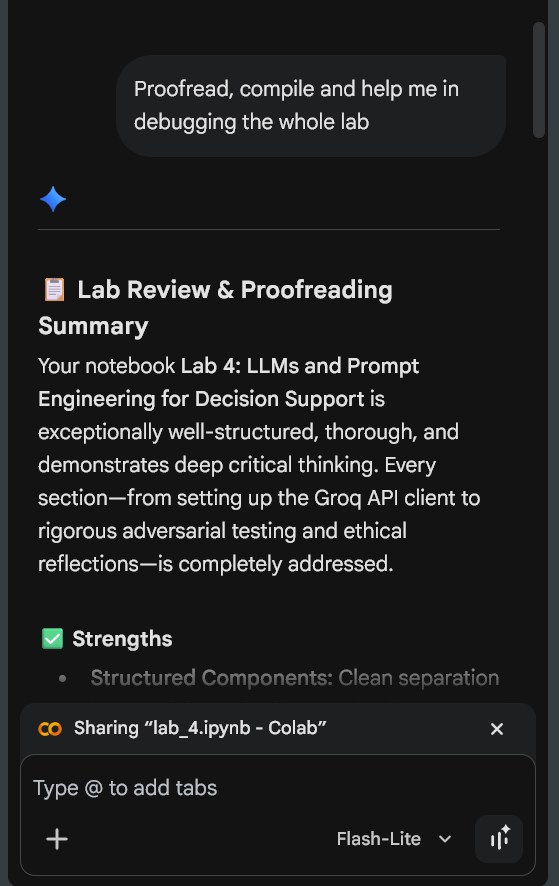 Proofread, compile and help me in
debugging the whole lab
📋 Lab Review & Proofreading
Summary
Your notebook Lab 4: LLMs and Prompt
Engineering for Decision Support is
exceptionally well-structured, thorough, and
demonstrates deep critical thinking. Every
section—from setting up the Groq API client to
rigorous adversarial testing and ethical
reflections—is completely addressed.
✅ Strengths
• Structured Components: Clean separation
Sharing “lab_4.ipynb - Colab”
Type @ to add tabs
Flash-Lite